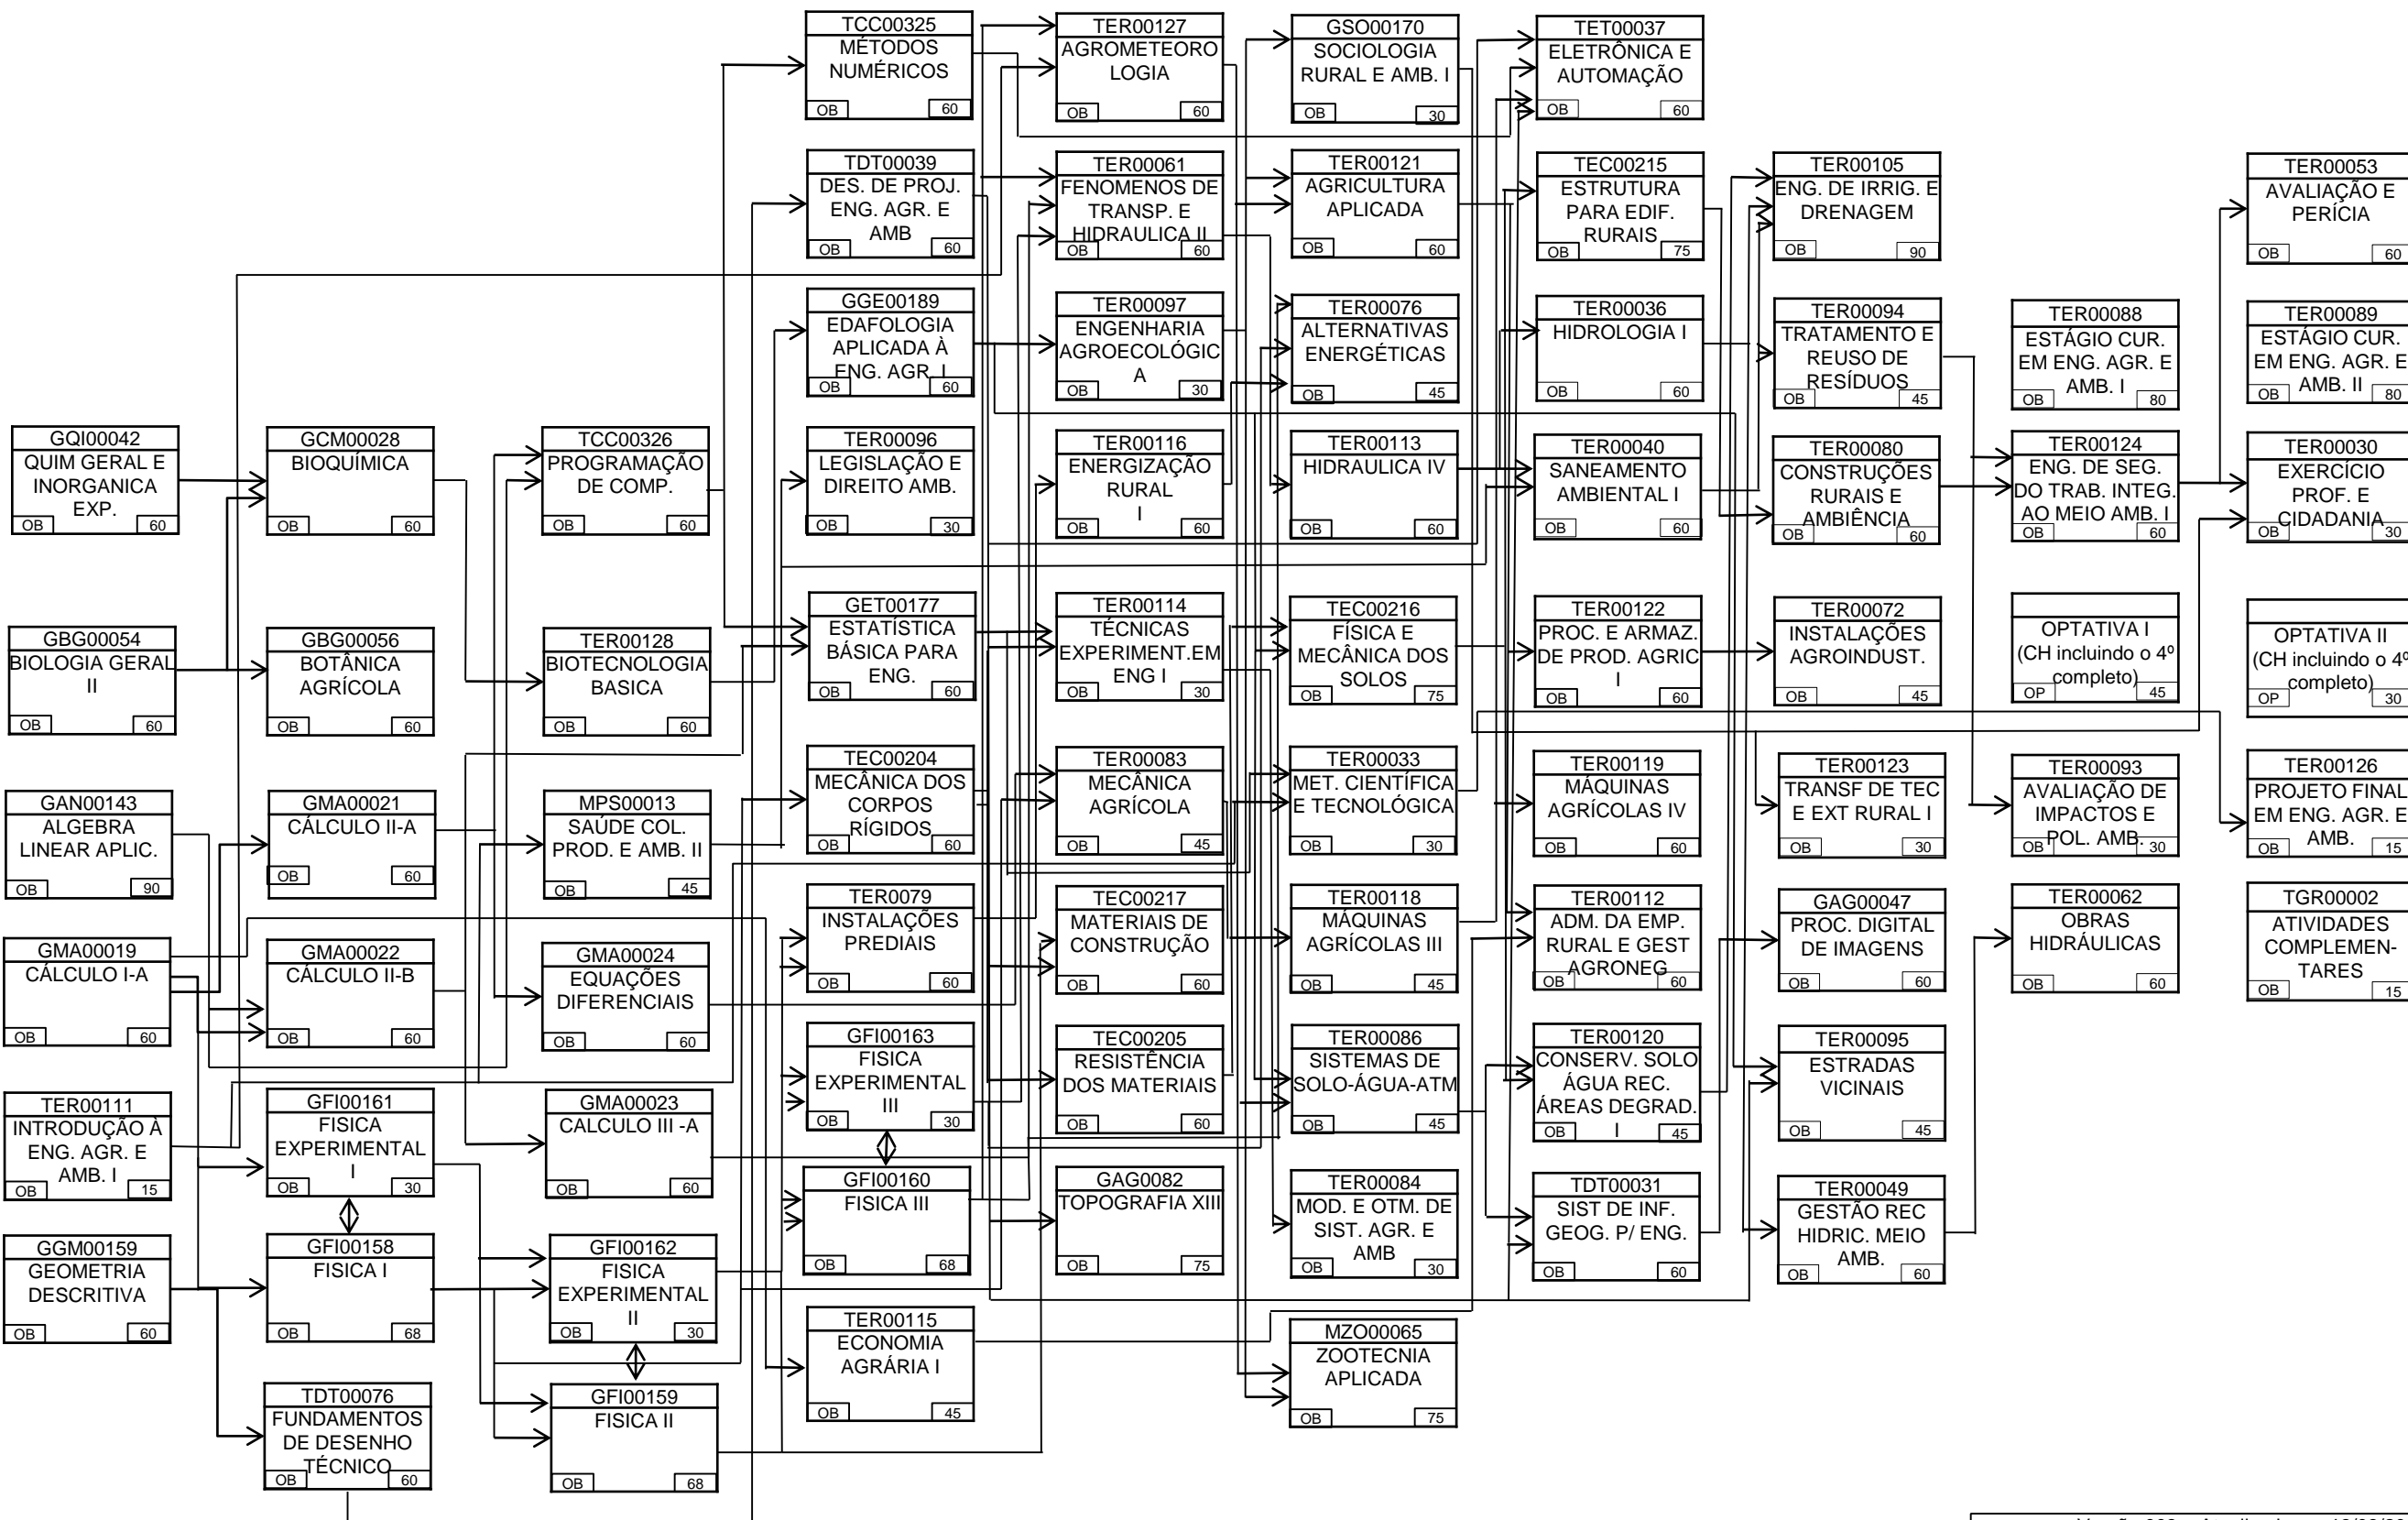 GQI00042
QUIM GERAL E
INORGANICA
EXP.
OB 60
GBG00054
BIOLOGIA GERAL
II
OB 60
GAN00143
ALGEBRA
LINEAR APLIC.
OB 90
GMA00019
CÁLCULO I-A
OB 60
TER00111
INTRODUÇÃO À
ENG. AGR. E
AMB. I
OB 15
GGM00159
GEOMETRIA
DESCRITIVA
OB 60
GCM00028
BIOQUÍMICA
OB 60
GBG00056
BOTÂNICA
AGRÍCOLA
OB 60
GMA00021
CÁLCULO II-A
OB 60
GMA00022
CÁLCULO II-B
OB 60
GFI00161
FISICA
EXPERIMENTAL
I
OB 30
GFI00158
FISICA I
OB 68
TDT00076
FUNDAMENTOS
DE DESENHO
TÉCNICO
OB 60
TCC00326
PROGRAMAÇÃO
DE COMP.
OB 60
TER00128
BIOTECNOLOGIA
BASICA
OB 60
MPS00013
SAÚDE COL.
PROD. E AMB. II
OB 45
GMA00024
EQUAÇÕES
DIFERENCIAIS
OB 60
GMA00023
CALCULO III -A
OB 60
GFI00162
FISICA
EXPERIMENTAL
II
OB 30
GFI00159
FISICA II
OB 68
TCC00325
MÉTODOS
NUMÉRICOS
OB 60
TDT00039
DES. DE PROJ.
ENG. AGR. E
AMB
OB 60
GGE00189
EDAFOLOGIA
APLICADA À
ENG. AGR. I
OB 60
TER00096
LEGISLAÇÃO E
DIREITO AMB.
OB 30
GET00177
ESTATÍSTICA
BÁSICA PARA
ENG.
OB 60
TEC00204
MECÂNICA DOS
CORPOS
RÍGIDOS
OB 60
TER0079
INSTALAÇÕES
PREDIAIS
OB 60
GFI00163
FISICA
EXPERIMENTAL
III
OB 30
GFI00160
FISICA III
OB 68
TER00115
ECONOMIA
AGRÁRIA I
OB 45
TER00127
AGROMETEORO
LOGIA
OB 60
TER00061
FENOMENOS DE
TRANSP. E
HIDRAULICA II
OB 60
TER00097
ENGENHARIA
AGROECOLÓGIC
A
OB 30
TER00116
ENERGIZAÇÃO
RURAL
I
OB 60
TER00114
TÉCNICAS
EXPERIMENT.EM
ENG I
OB 30
TER00083
MECÂNICA
AGRÍCOLA
OB 45
TEC00217
MATERIAIS DE
CONSTRUÇÃO
OB 60
TEC00205
RESISTÊNCIA
DOS MATERIAIS
OB 60
GAG0082
TOPOGRAFIA XIII
OB 75
GSO00170
SOCIOLOGIA
RURAL E AMB. I
OB 30
TER00121
AGRICULTURA
APLICADA
OB 60
TER00076
ALTERNATIVAS
ENERGÉTICAS
OB 45
TER00113
HIDRAULICA IV
OB 60
TEC00216
FÍSICA E
MECÂNICA DOS
SOLOS
OB 75
TER00033
MET. CIENTÍFICA
E TECNOLÓGICA
OB 30
TER00118
MÁQUINAS
AGRÍCOLAS III
OB 45
TER00086
SISTEMAS DE
SOLO-ÁGUA-ATM
OB 45
TER00084
MOD. E OTM. DE
SIST. AGR. E
AMB
OB 30
MZO00065
ZOOTECNIA
APLICADA
OB 75
TET00037
ELETRÔNICA E
AUTOMAÇÃO
OB 60
TEC00215
ESTRUTURA
PARA EDIF.
RURAIS
OB 75
TER00036
HIDROLOGIA I
OB 60
TER00040
SANEAMENTO
AMBIENTAL I
OB 60
TER00122
PROC. E ARMAZ.
DE PROD. AGRIC
I
OB 60
TER00119
MÁQUINAS
AGRÍCOLAS IV
OB 60
TER00112
ADM. DA EMP.
RURAL E GEST
AGRONEG
OB 60
TER00120
CONSERV. SOLO
ÁGUA REC.
ÁREAS DEGRAD.
I
OB 45
TDT00031
SIST DE INF.
GEOG. P/ ENG.
OB 60
TER00105
ENG. DE IRRIG. E
DRENAGEM
OB 90
TER00094
TRATAMENTO E
REUSO DE
RESÍDUOS
OB 45
TER00080
CONSTRUÇÕES
RURAIS E
AMBIÊNCIA
OB 60
TER00072
INSTALAÇÕES
AGROINDUST.
OB 45
TER00123
TRANSF DE TEC
E EXT RURAL I
OB 30
GAG00047
PROC. DIGITAL
DE IMAGENS
OB 60
TER00095
ESTRADAS
VICINAIS
OB 45
TER00049
GESTÃO REC
HIDRIC. MEIO
AMB.
OB 60
TER00088
ESTÁGIO CUR.
EM ENG. AGR. E
AMB. I
OB 80
TER00124
ENG. DE SEG.
DO TRAB. INTEG.
AO MEIO AMB. I
OB 60
OPTATIVA I
(CH incluindo o 4º
completo)
OP 45
TER00093
AVALIAÇÃO DE
IMPACTOS E
POL. AMB.
OB 30
TER00062
OBRAS
HIDRÁULICAS
OB 60
TER00053
AVALIAÇÃO E
PERÍCIA
OB 60
TER00089
ESTÁGIO CUR.
EM ENG. AGR. E
AMB. II
OB 80
TER00030
EXERCÍCIO
PROF. E
CIDADANIA
OB 30
OPTATIVA II
(CH incluindo o 4º
completo)
OP 30
TER00126
PROJETO FINAL
EM ENG. AGR. E
AMB.
OB 15
TGR00002
ATIVIDADES
COMPLEMEN-
TARES
OB 15